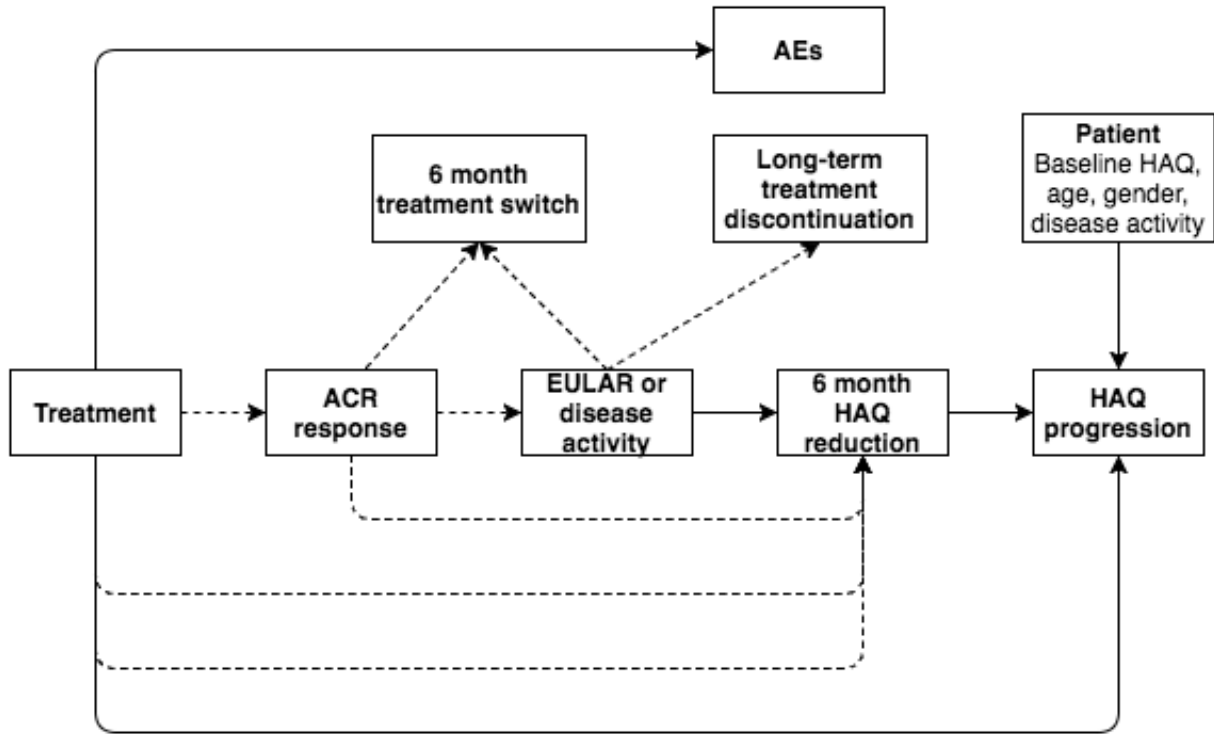 AEs
6 month
treatment switch
Long-term
treatment
discontinuation
Patient
Baseline HAQ,
age, gender,
disease activity
Treatment
ACR
response
EULAR or
disease
activity
6 month
HAQ
reduction
HAQ
progression